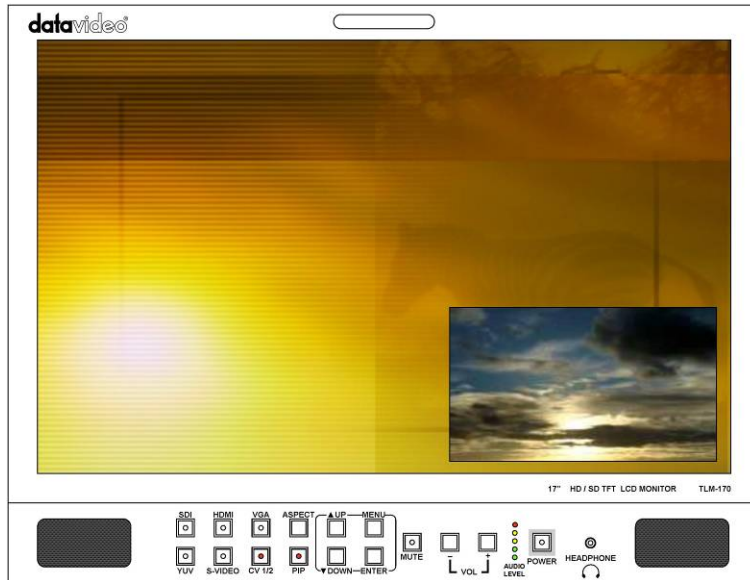 datavideo®
17" HD / SD TFT LCD MONITOR TLM-170
SDI HDMI VGA ASPECT ▲UP MENU
YUV S-VIDEO CV 1/2 PIP ▼DOWN ENTER
MUTE
− VOL +
AUDIO LEVEL
POWER
HEADPHONE